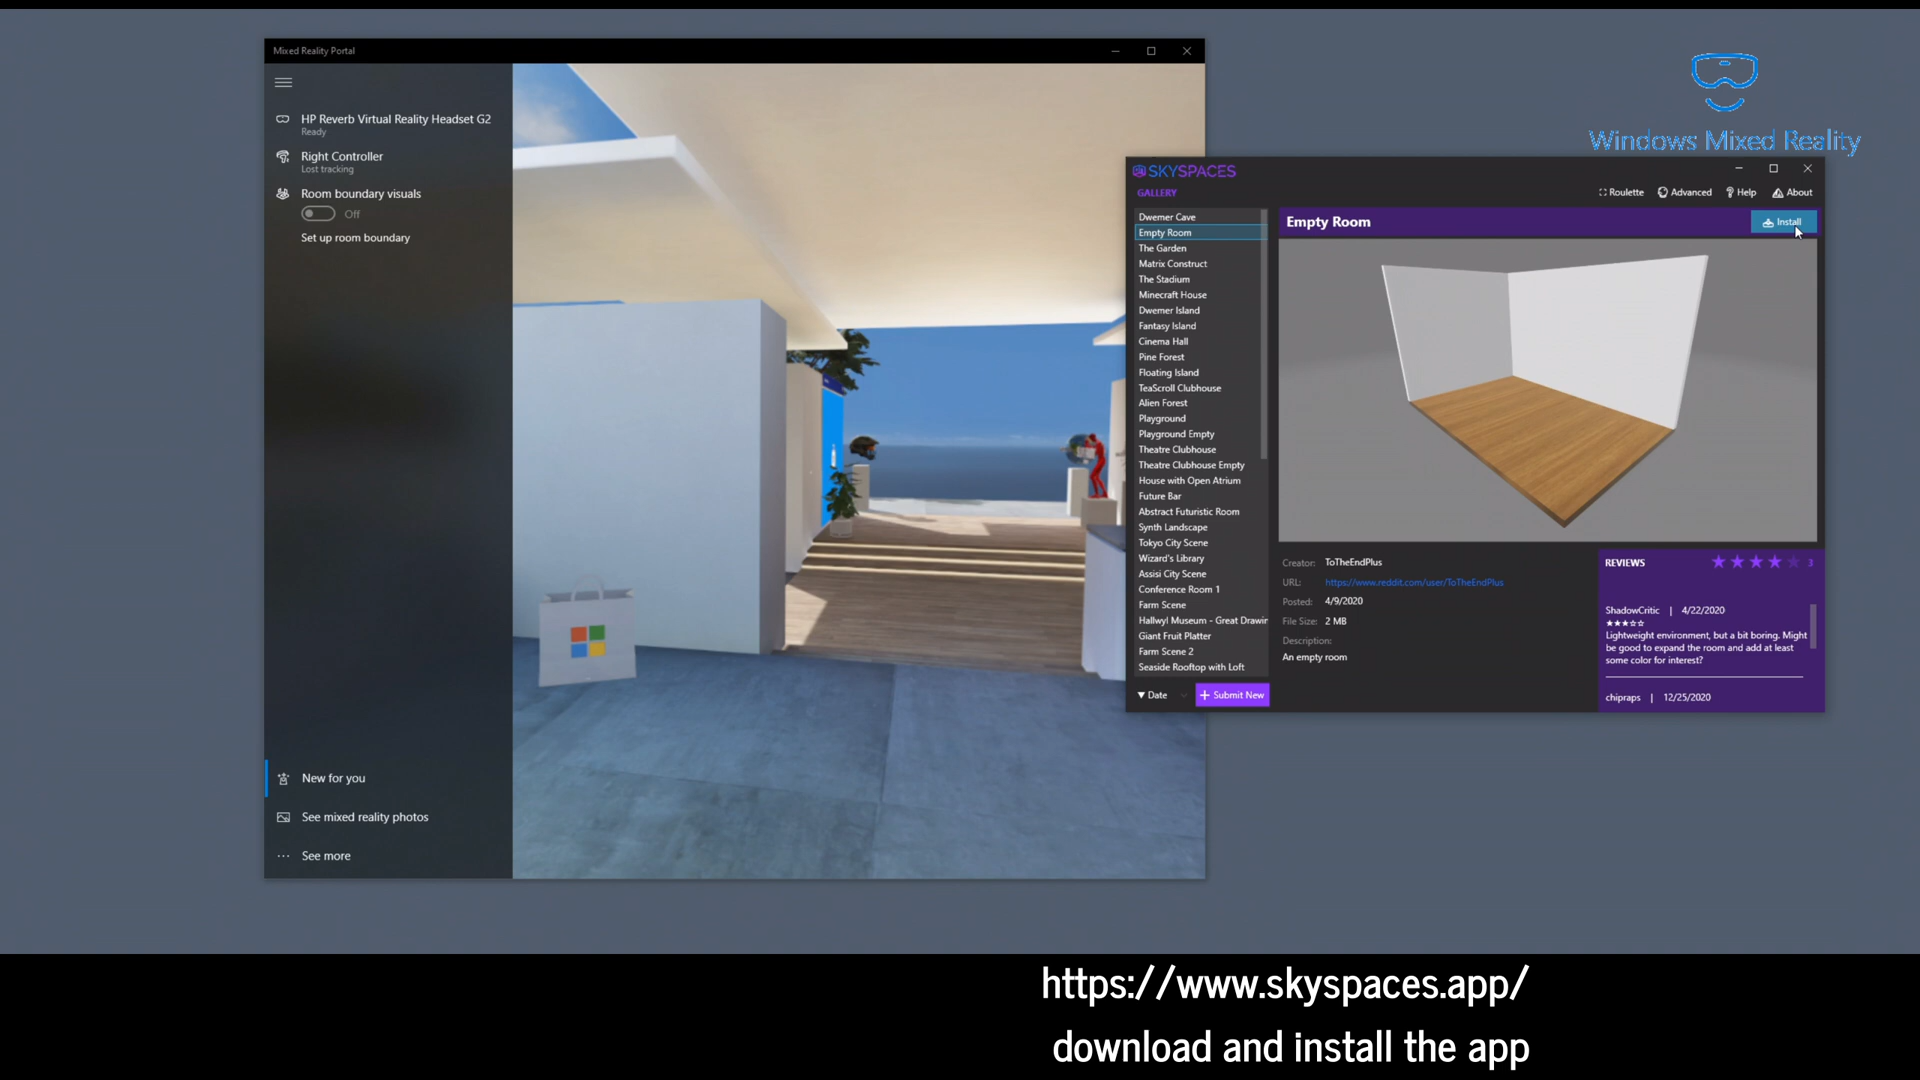 Mixed Reality Portal
HP Reverb Virtual Reality Headset G2
Ready
Right Controller
Lost tracking
Room boundary visuals
Off
Set up room boundary
New for you
See mixed reality photos
See more
Windows Mixed Reality
SKYSPACES
GALLERY
Roulette
Advanced
Help
About
Dwemer Cave
Empty Room
The Garden
Matrix Construct
The Stadium
Minecraft House
Dwemer Island
Fantasy Island
Cinema Hall
Pine Forest
Floating Island
TeaScroll Clubhouse
Alien Forest
Playground
Playground Empty
Theatre Clubhouse
Theatre Clubhouse Empty
House with Open Atrium
Future Bar
Abstract Futuristic Room
Synth Landscape
Tokyo City Scene
Wizard's Library
Assisi City Scene
Conference Room 1
Farm Scene
Hallwyl Museum - Great Drawin
Giant Fruit Platter
Farm Scene 2
Seaside Rooftop with Loft
▼ Date
+ Submit New
Empty Room
Install
Creator: ToTheEndPlus
URL: https://www.reddit.com/user/ToTheEndPlus
Posted: 4/9/2020
File Size: 2 MB
Description:
An empty room
REVIEWS ★★★★★ 3
ShadowCritic | 4/22/2020
★★★☆☆
Lightweight environment, but a bit boring. Might
be good to expand the room and add at least
some color for interest?
chipraps | 12/25/2020
https://www.skyspaces.app/
download and install the app